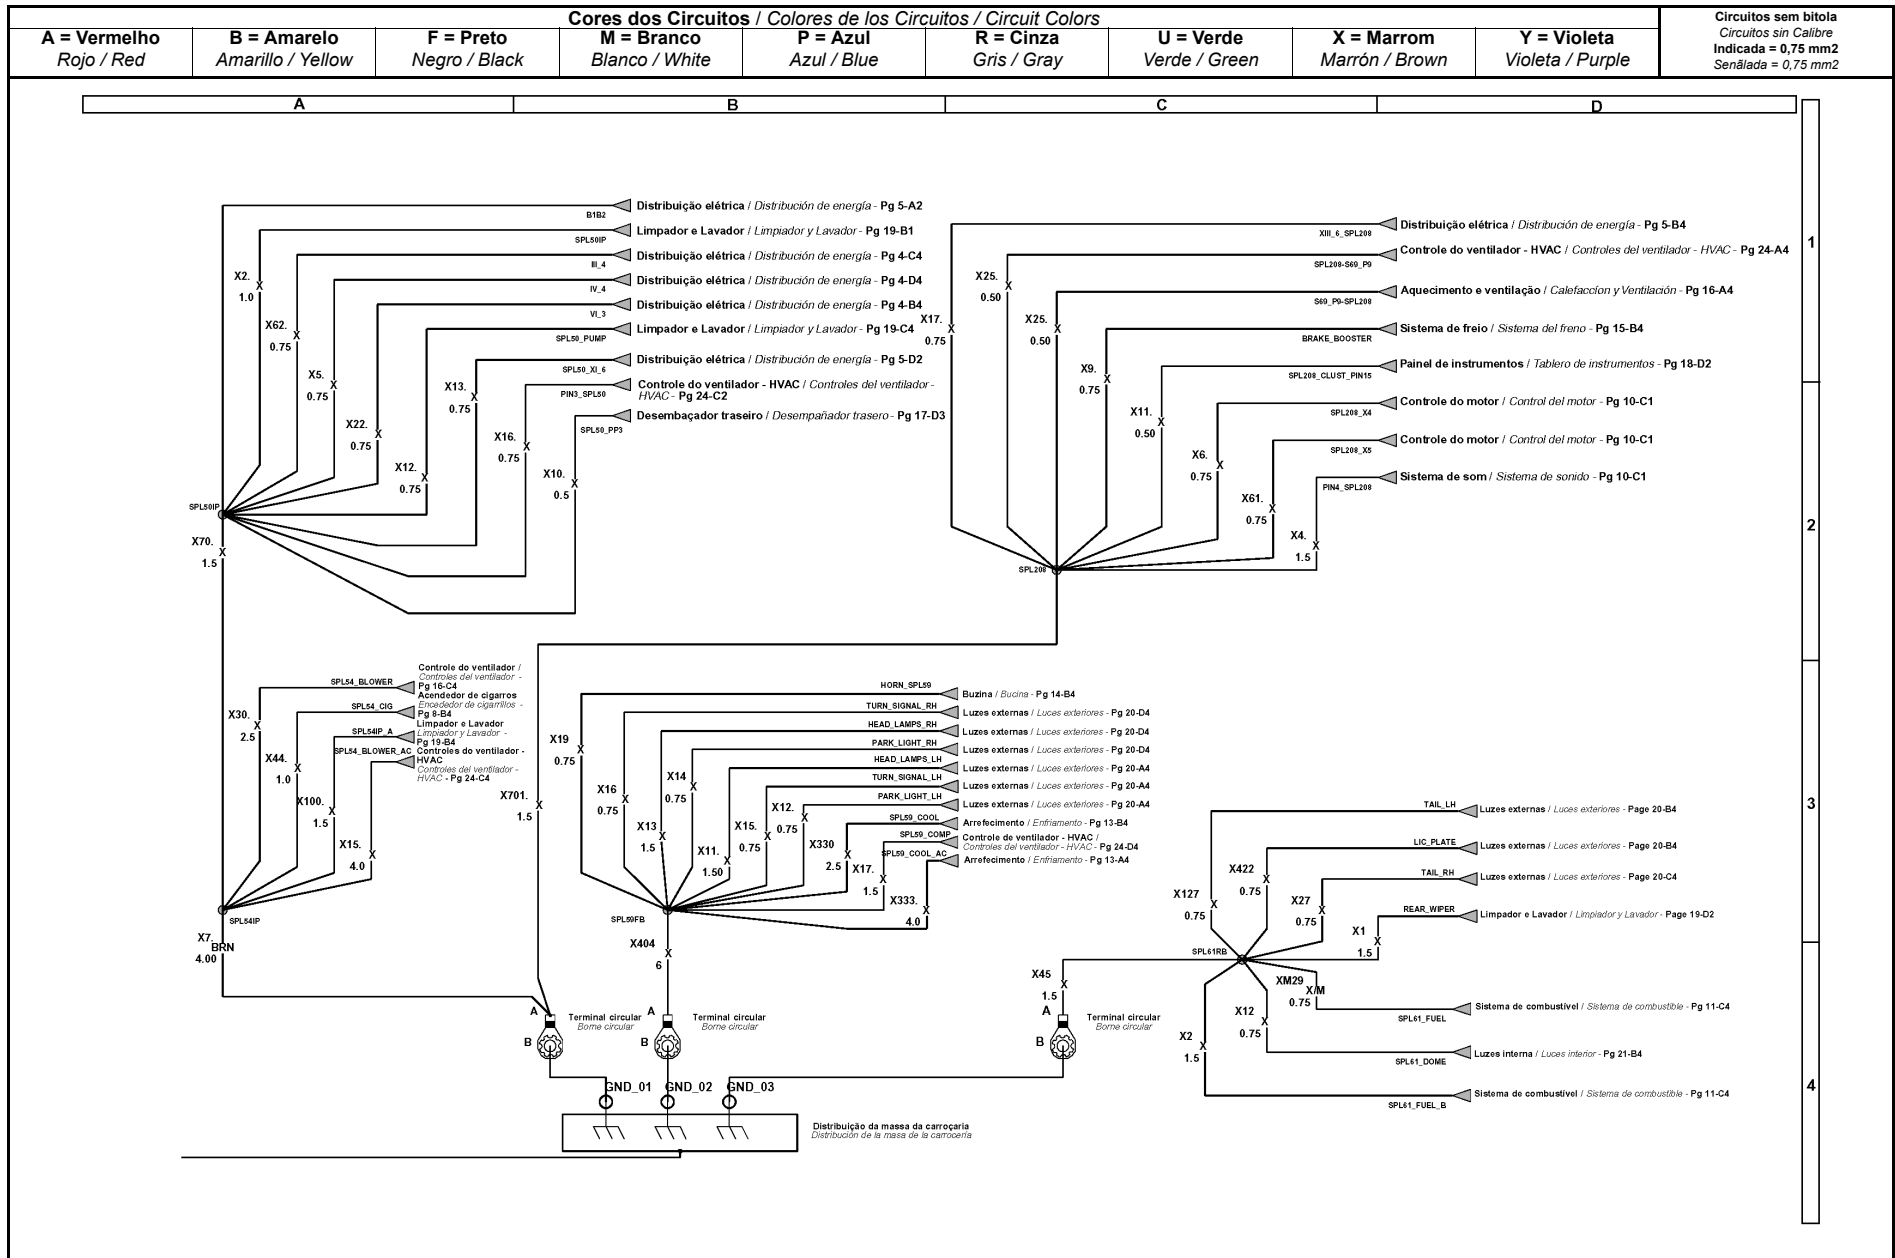 Cores dos Circuitos / Colores de los Circuitos / Circuit Colors
A = Vermelho
Rojo / Red
B = Amarelo
Amarillo / Yellow
F = Preto
Negro / Black
M = Branco
Blanco / White
P = Azul
Azul / Blue
R = Cinza
Gris / Gray
U = Verde
Verde / Green
X = Marrom
Marrón / Brown
Y = Violeta
Violeta / Purple
Circuitos sem bitola
Circuitos sin Calibre
Indicada = 0,75 mm2
Senãlada = 0,75 mm2
A
B
C
D
1
2
3
4
B1B2
Distribuição elétrica / Distribución de energía - Pg 5-A2
SPL50IP
Limpador e Lavador / Limpiador y Lavador - Pg 19-B1
III_4
Distribuição elétrica / Distribución de energía - Pg 4-C4
IV_4
Distribuição elétrica / Distribución de energía - Pg 4-D4
VI_3
Distribuição elétrica / Distribución de energía - Pg 4-B4
SPL50_PUMP
Limpador e Lavador / Limpiador y Lavador - Pg 19-C4
SPL50_XI_6
Distribuição elétrica / Distribución de energía - Pg 5-D2
PIN3_SPL50
Controle do ventilador - HVAC / Controles del ventilador -
HVAC - Pg 24-C2
SPL50_PP3
Desembaçador traseiro / Desempañador trasero - Pg 17-D3
X2.
X
1.0
X62.
X
0.75
X5.
X
0.75
X22.
X
0.75
X12.
X
0.75
X13.
X
0.75
X16.
X
0.75
X10.
X
0.5
SPL50IP
X70.
X
1.5
XIII_6_SPL208
Distribuição elétrica / Distribución de energía - Pg 5-B4
SPL208-S69_P9
Controle do ventilador - HVAC / Controles del ventilador - HVAC - Pg 24-A4
S69_P9-SPL208
Aquecimento e ventilação / Calefaccíon y Ventilación - Pg 16-A4
BRAKE_BOOSTER
Sistema de freio / Sistema del freno - Pg 15-B4
SPL208_CLUST_PIN15
Painel de instrumentos / Tablero de instrumentos - Pg 18-D2
SPL208_X4
Controle do motor / Control del motor - Pg 10-C1
SPL208_X5
Controle do motor / Control del motor - Pg 10-C1
PIN4_SPL208
Sistema de som / Sistema de sonido - Pg 10-C1
X17.
X
0.75
X25.
X
0.50
X25.
X
0.50
X9.
X
0.75
X11.
X
0.50
X6.
X
0.75
X61.
X
0.75
X4.
X
1.5
SPL208
SPL54_BLOWER
Controle do ventilador /
Controles del ventilador -
Pg 16-C4
SPL54_CIG
Acendedor de cigarros
Encededor de cigarrillos -
Pg 8-B4
SPL54IP_A
Limpador e Lavador
Limpiador y Lavador -
Pg 19-B4
SPL54_BLOWER_AC
Controles do ventilador -
HVAC
Controles del ventilador -
HVAC - Pg 24-C4
X30.
X
2.5
X44.
X
1.0
X100.
X
1.5
X15.
X
4.0
SPL54IP
X7.
BRN
4.00
X701.
X
1.5
HORN_SPL59
Buzina / Bucina - Pg 14-B4
TURN_SIGNAL_RH
Luzes externas / Luces exteriores - Pg 20-D4
HEAD_LAMPS_RH
Luzes externas / Luces exteriores - Pg 20-D4
PARK_LIGHT_RH
Luzes externas / Luces exteriores - Pg 20-D4
HEAD_LAMPS_LH
Luzes externas / Luces exteriores - Pg 20-A4
TURN_SIGNAL_LH
Luzes externas / Luces exteriores - Pg 20-A4
PARK_LIGHT_LH
Luzes externas / Luces exteriores - Pg 20-A4
SPL59_COOL
Arrefecimento / Enfriamento - Pg 13-B4
SPL59_COMP
Controle de ventilador - HVAC /
Controles del ventilador - HVAC - Pg 24-D4
SPL59_COOL_AC
Arrefecimento / Enfriamento - Pg 13-A4
X19
X
0.75
X16
X
0.75
X13
X
1.5
X14
X
0.75
X11.
X
1.50
X15.
X
0.75
X12.
X
0.75
X330
X
2.5
X17.
X
1.5
X333.
X
4.0
SPL59FB
X404
X
6
TAIL_LH
Luzes externas / Luces exteriores - Page 20-B4
LIC_PLATE
Luzes externas / Luces exteriores - Page 20-B4
TAIL_RH
Luzes externas / Luces exteriores - Page 20-C4
REAR_WIPER
Limpador e Lavador / Limpiador y Lavador - Page 19-D2
X127
X
0.75
X422
X
0.75
X27
X
0.75
X1
X
1.5
SPL61RB
X45
X
1.5
XM29
X/M
0.75
X12
X
0.75
X2
X
1.5
SPL61_FUEL
Sistema de combustível / Sistema de combustible - Pg 11-C4
SPL61_DOME
Luzes interna / Luces interior - Pg 21-B4
SPL61_FUEL_B
Sistema de combustível / Sistema de combustible - Pg 11-C4
A
B
Terminal circular
Borne circular
A
B
Terminal circular
Borne circular
A
B
Terminal circular
Borne circular
GND_01
GND_02
GND_03
Distribuição da massa da carroçaria
Distribución de la masa de la carrocería